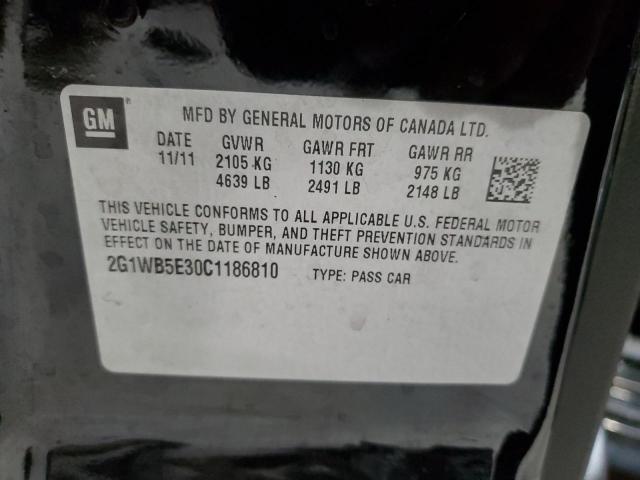 GM
MFD BY GENERAL MOTORS OF CANADA LTD.
DATE GVWR GAWR FRT GAWR RR
11/11 2105 KG 1130 KG 975 KG
4639 LB 2491 LB 2148 LB
THIS VEHICLE CONFORMS TO ALL APPLICABLE U.S. FEDERAL MOTOR
VEHICLE SAFETY, BUMPER, AND THEFT PREVENTION STANDARDS IN
EFFECT ON THE DATE OF MANUFACTURE SHOWN ABOVE.
2G1WB5E30C1186810 TYPE: PASS CAR